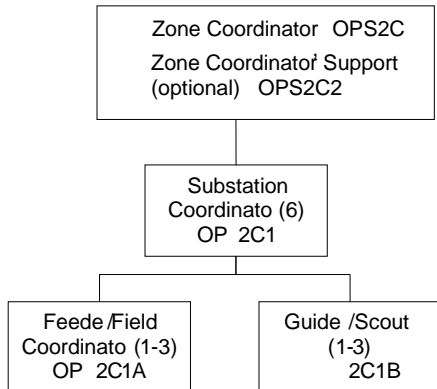 Zone Coordinator OPS2C
Zone Coordinator' Support
(optional) OPS2C2
Substation
Coordinato (6)
OP 2C1
Feede /Field
Coordinato (1-3)
OP 2C1A
Guide /Scout
(1-3)
2C1B